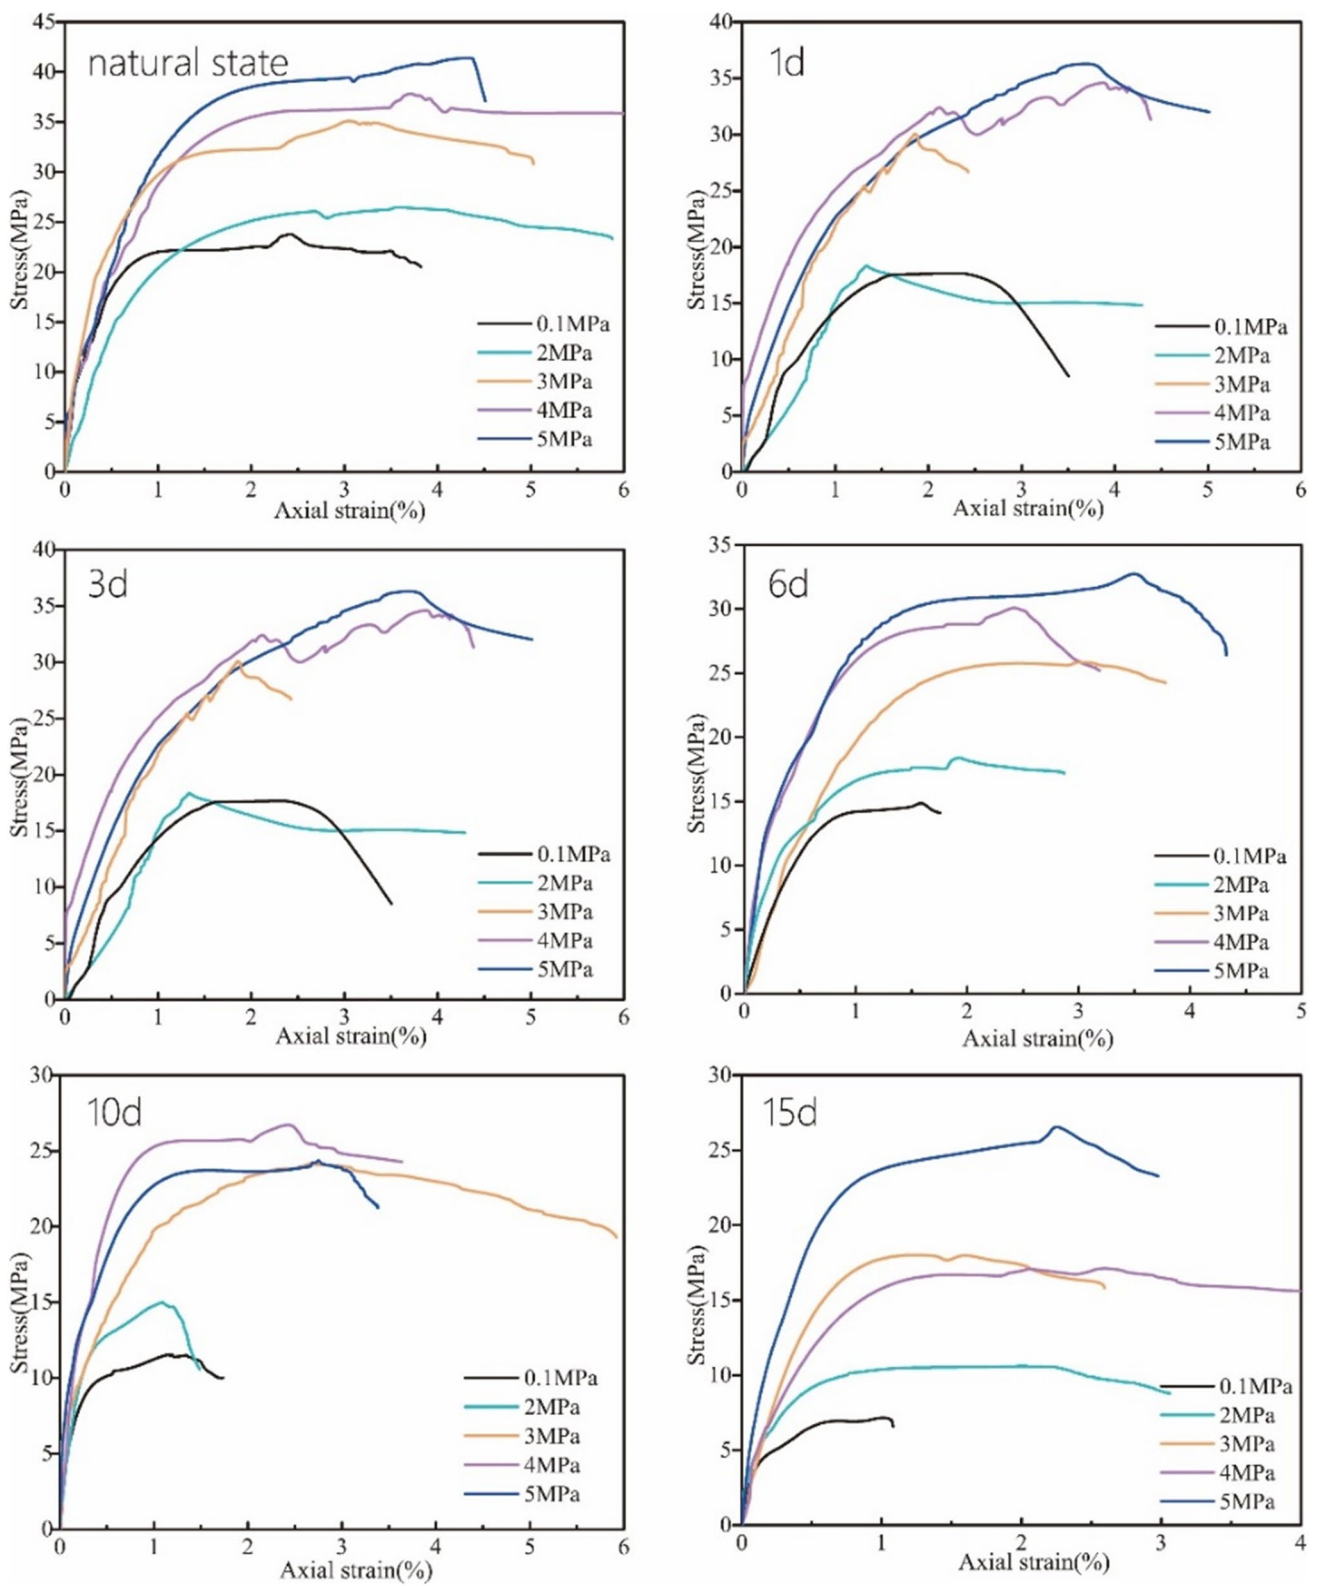 natural state
45
40
35
30
25
20
15
10
5
0
Stress(MPa)
0.1MPa
2MPa
3MPa
4MPa
5MPa
0 1 2 3 4 5 6
Axial strain(%)
1d
40
35
30
25
20
15
10
5
0
Stress(MPa)
0.1MPa
2MPa
3MPa
4MPa
5MPa
0 1 2 3 4 5 6
Axial strain(%)
3d
40
35
30
25
20
15
10
5
0
Stress(MPa)
0.1MPa
2MPa
3MPa
4MPa
5MPa
0 1 2 3 4 5 6
Axial strain(%)
6d
35
30
25
20
15
10
5
0
Stress(MPa)
0.1MPa
2MPa
3MPa
4MPa
5MPa
0 1 2 3 4 5
Axial strain(%)
10d
30
25
20
15
10
5
0
Stress(MPa)
0.1MPa
2MPa
3MPa
4MPa
5MPa
0 1 2 3 4 5 6
Axial strain(%)
15d
30
25
20
15
10
5
0
Stress(MPa)
0.1MPa
2MPa
3MPa
4MPa
5MPa
0 1 2 3 4
Axial strain(%)